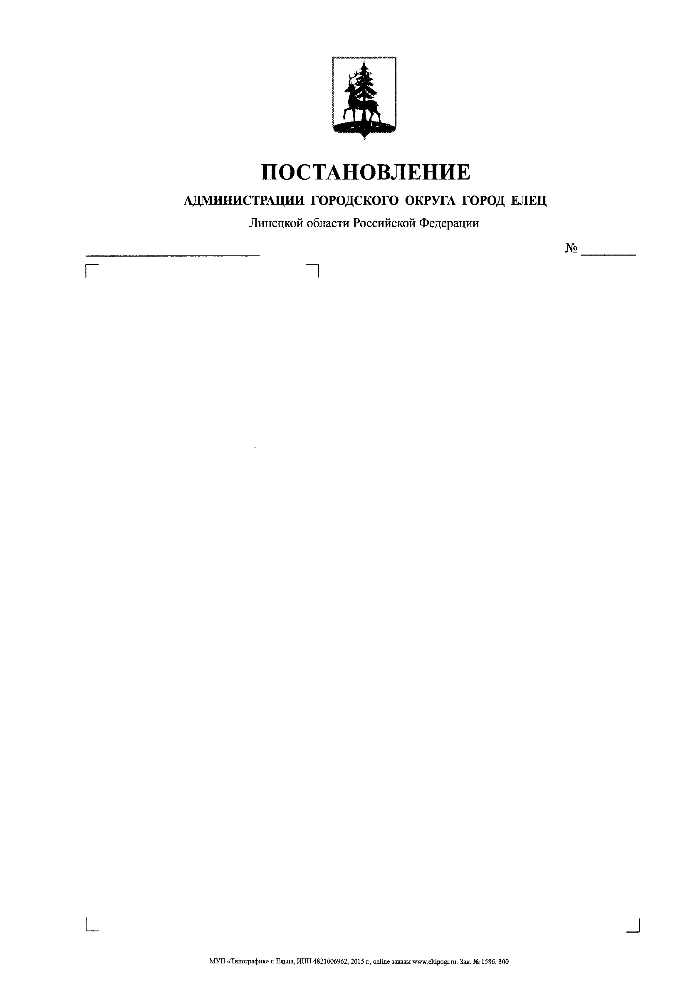 ПОСТАНОВЛЕНИЕ
АДМИНИСТРАЦИИ ГОРОДСКОГО ОКРУГА ГОРОД ЕЛЕЦ
Липецкой области Российской Федерации
№
МУП «Типография» г. Ельца, ИНН 4821006962, 2015 г., online заказы www.eltipogr.ru. Зак. № 1586, 300